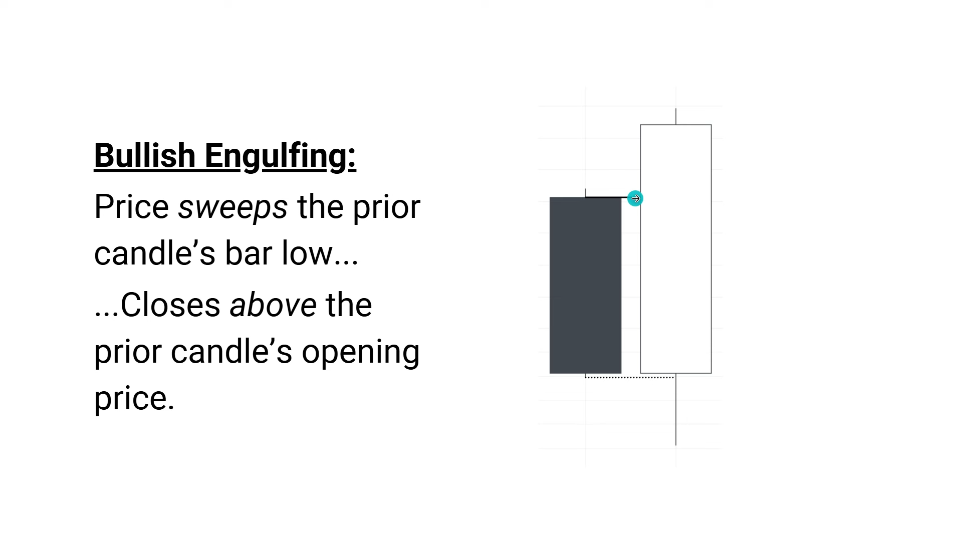 Bullish Engulfing:
Price sweeps the prior
candle’s bar low...
...Closes above the
prior candle’s opening
price.